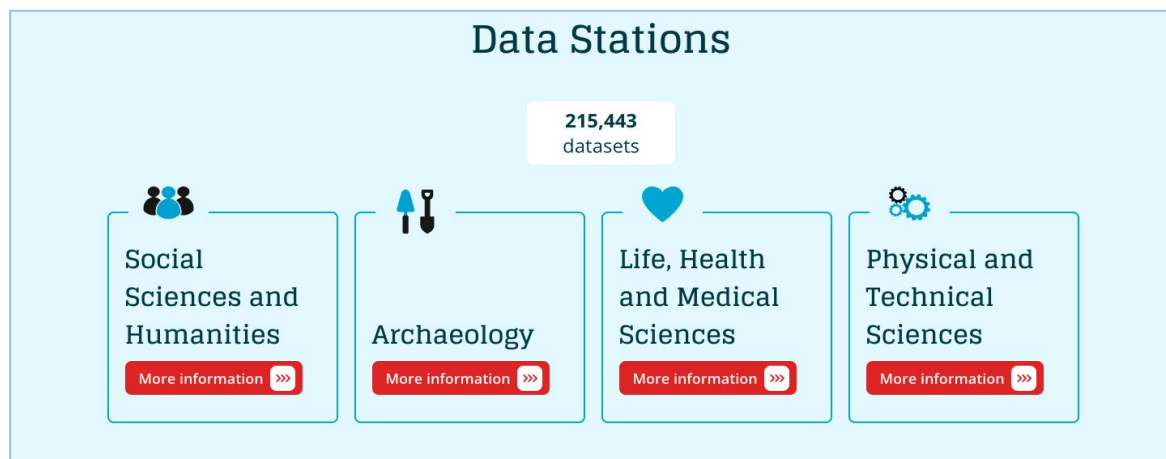 Data Stations
215,443
datasets
Social
Sciences and
Humanities
More information
Archaeology
More information
Life, Health
and Medical
Sciences
More information
Physical and
Technical
Sciences
More information